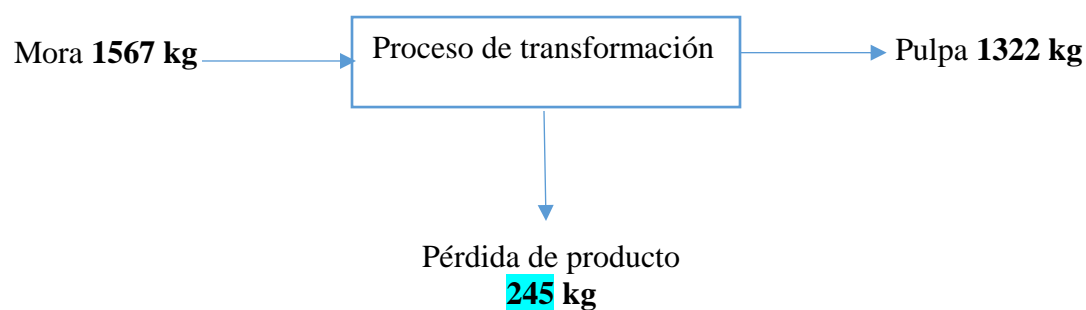 Mora 1567 kg
Proceso de transformación
Pulpa 1322 kg
Pérdida de producto
245 kg